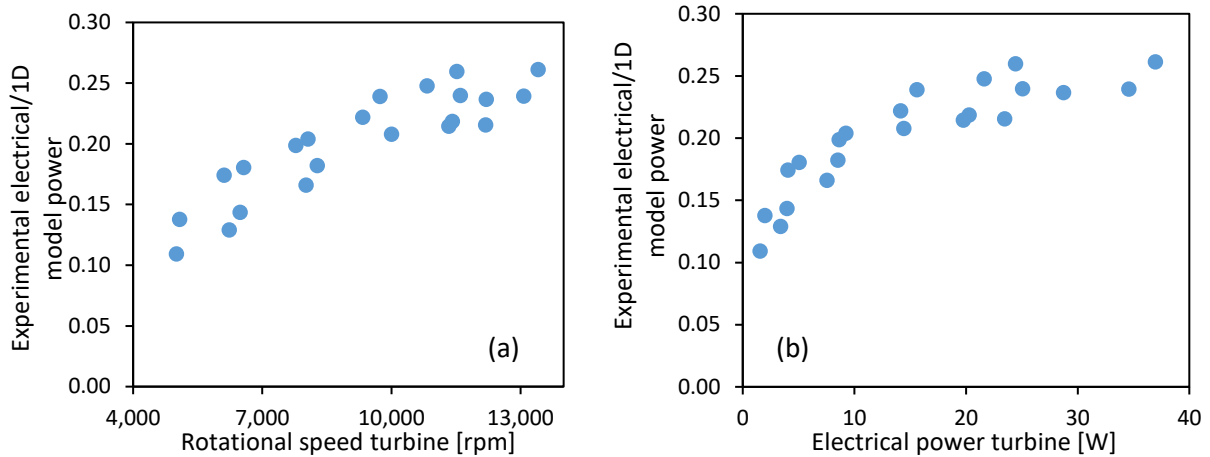 Experimental electrical/1D
model power
0.30
0.25
0.20
0.15
0.10
0.05
0.00
(a)
4,000 7,000 10,000 13,000
Rotational speed turbine [rpm]
Experimental electrical/1D
model power
0.30
0.25
0.20
0.15
0.10
0.05
0.00
(b)
0 10 20 30 40
Electrical power turbine [W]